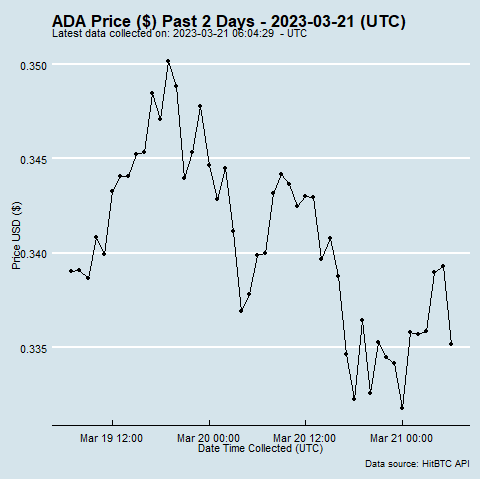 ADA Price ($) Past 2 Days - 2023-03-21 (UTC)
Latest data collected on: 2023-03-21 06:04:29  - UTC
0.350
0.345
0.340
0.335
Price USD ($)
Mar 19 12:00 Mar 20 00:00 Mar 20 12:00 Mar 21 00:00
Date Time Collected (UTC)
Data source: HitBTC API